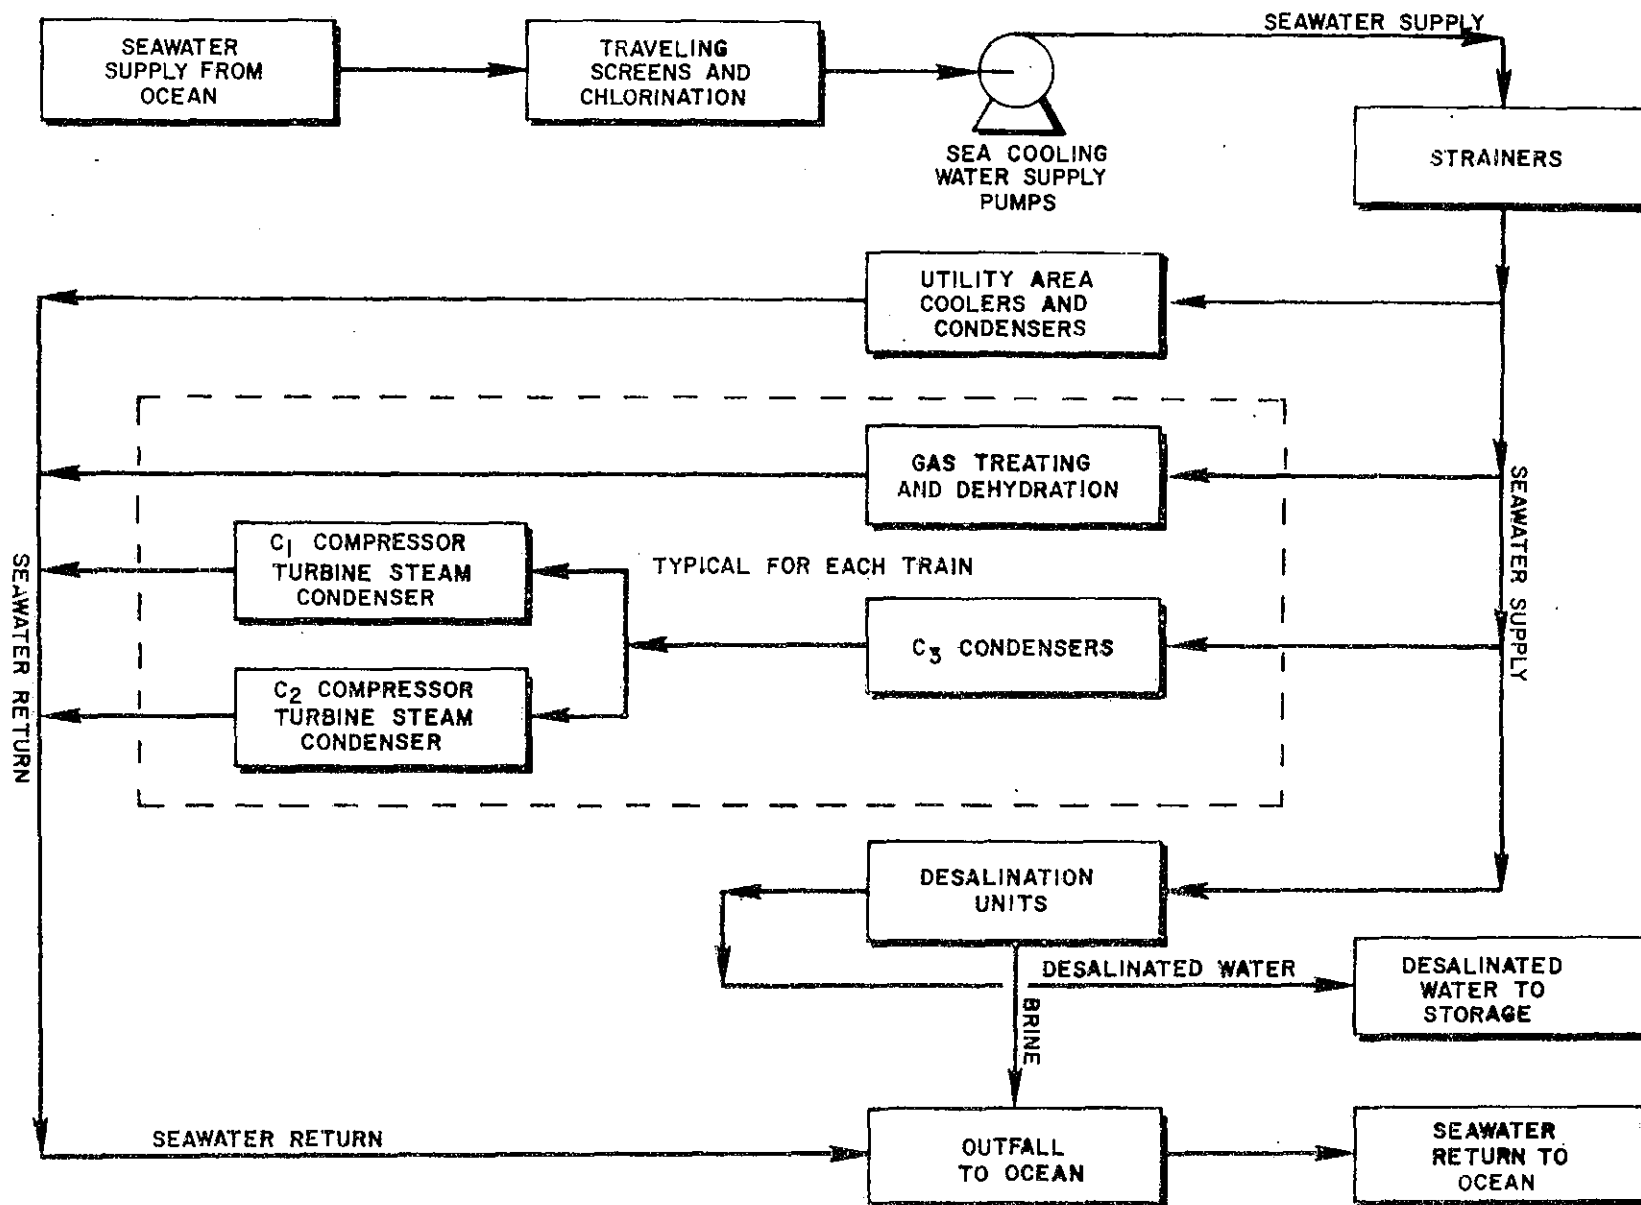 SEAWATER
SUPPLY FROM
OCEAN
TRAVELING
SCREENS AND
CHLORINATION
SEA COOLING
WATER SUPPLY
PUMPS
SEAWATER SUPPLY
STRAINERS
UTILITY AREA
COOLERS AND
CONDENSERS
GAS TREATING
AND DEHYDRATION
SEAWATER SUPPLY
C1 COMPRESSOR
TURBINE STEAM
CONDENSER
TYPICAL FOR EACH TRAIN
C3 CONDENSERS
C2 COMPRESSOR
TURBINE STEAM
CONDENSER
SEAWATER RETURN
DESALINATION
UNITS
DESALINATED WATER
DESALINATED
WATER TO
STORAGE
BRINE
SEAWATER RETURN
OUTFALL
TO OCEAN
SEAWATER
RETURN TO
OCEAN